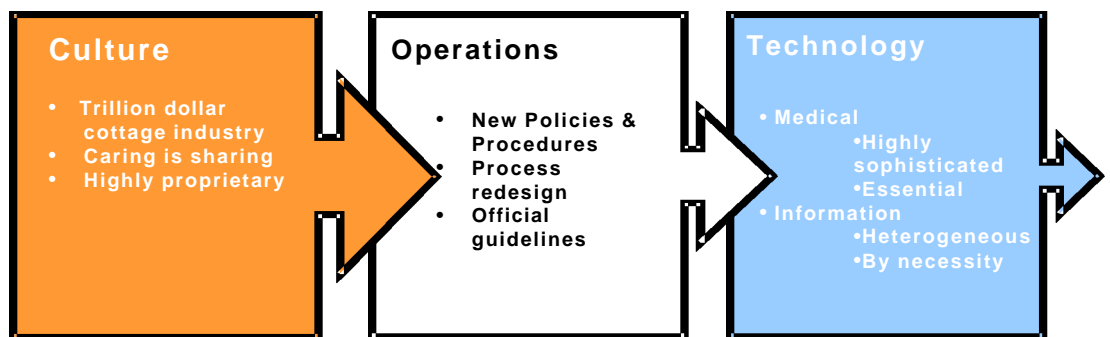 Culture
• Trillion dollar
cottage industry
• Caring is sharing
• Highly proprietary
Operations
• New Policies &
Procedures
• Process
redesign
• Official
guidelines
Technology
• Medical
•Highly
sophisticated
•Essential
• Information
•Heterogeneous
•By necessity